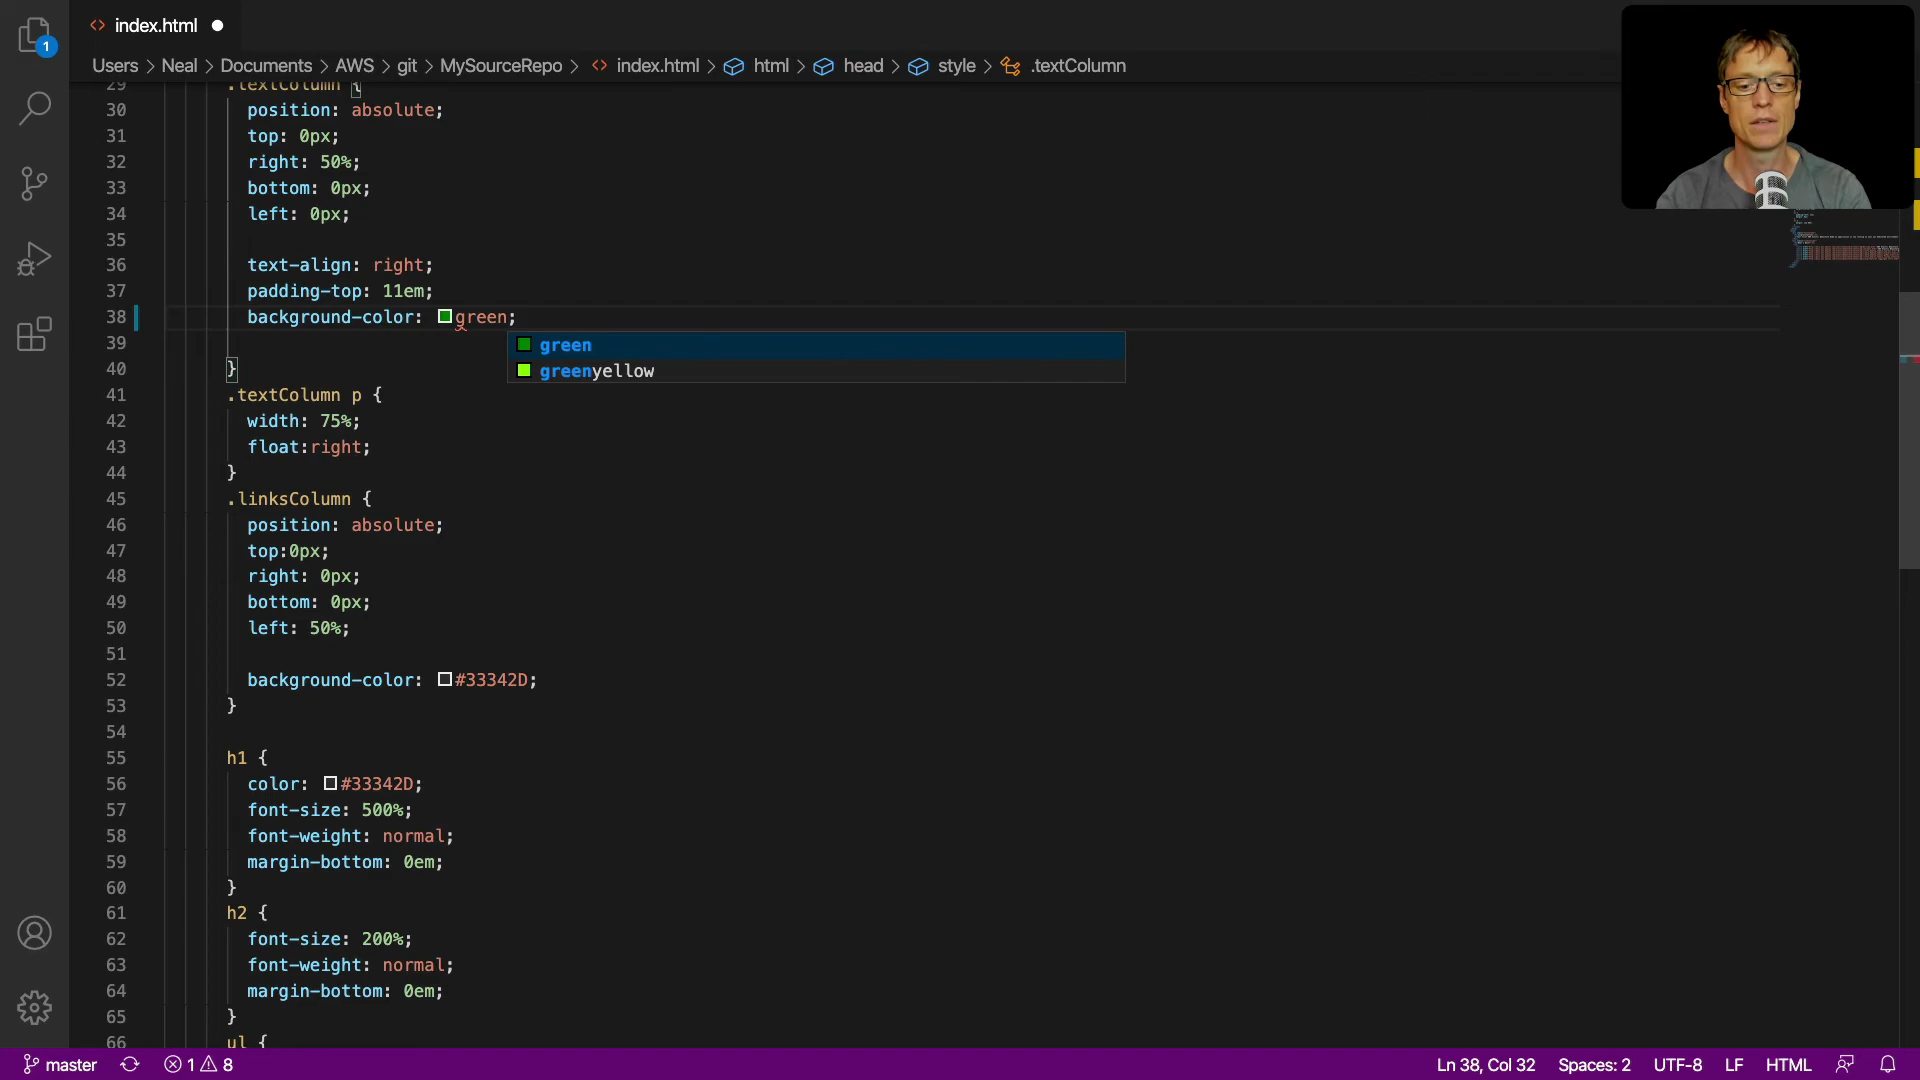 index.html
Users > Neal > Documents > AWS > git > MySourceRepo > index.html > html > head > style > .textColumn
1
29 .textColumn {
30 position: absolute;
31 top: 0px;
32 right: 50%;
33 bottom: 0px;
34 left: 0px;
35
36 text-align: right;
37 padding-top: 11em;
38 background-color: green;
39
green
greenyellow
40 }
41 .textColumn p {
42 width: 75%;
43 float:right;
44 }
45 .linksColumn {
46 position: absolute;
47 top:0px;
48 right: 0px;
49 bottom: 0px;
50 left: 50%;
51
52 background-color: #33342D;
53 }
54
55 h1 {
56 color: #33342D;
57 font-size: 500%;
58 font-weight: normal;
59 margin-bottom: 0em;
60 }
61 h2 {
62 font-size: 200%;
63 font-weight: normal;
64 margin-bottom: 0em;
65 }
66 ul {
master 1 8 Ln 38, Col 32 Spaces: 2 UTF-8 LF HTML